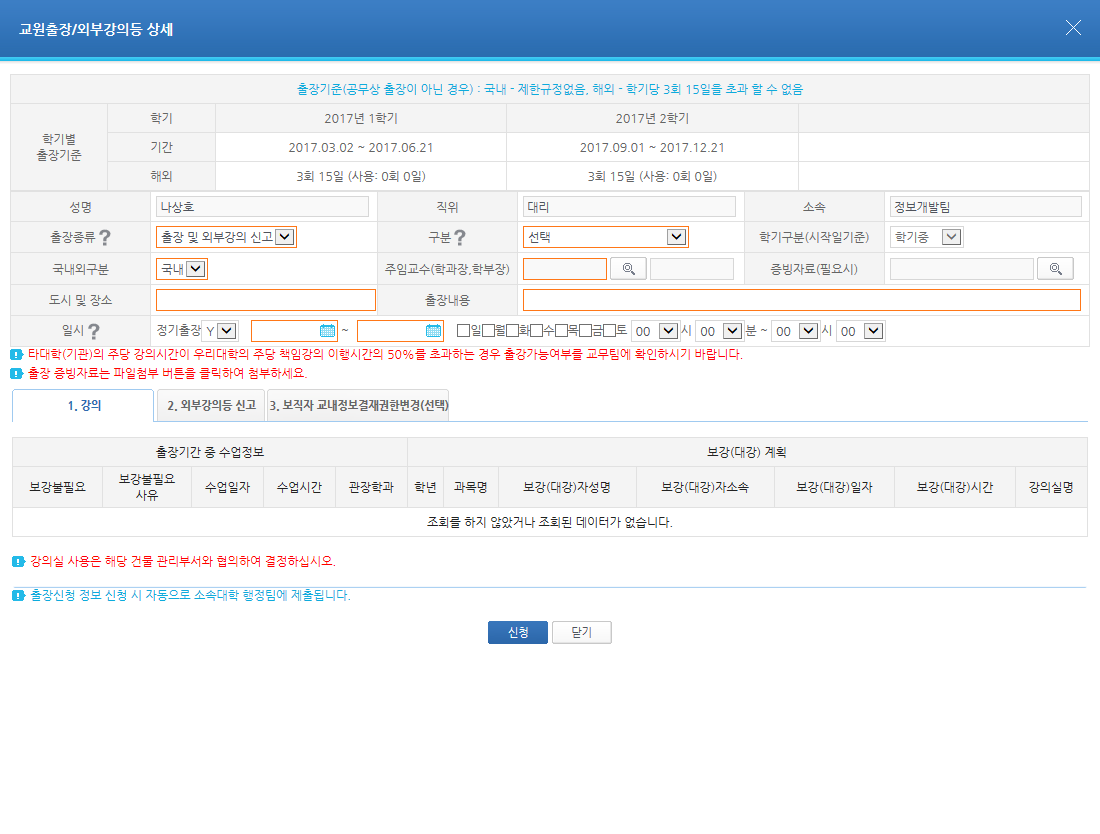 교원출장/외부강의등 상세
출장기준(공무상 출장이 아닌 경우) : 국내 - 제한규정없음, 해외 - 학기당 3회 15일를 초과 할 수 없음
학기별
출장기준
학기 2017년 1학기 2017년 2학기
기간 2017.03.02 ~ 2017.06.21 2017.09.01 ~ 2017.12.21
해외 3회 15일 (사용: 0회 0일) 3회 15일 (사용: 0회 0일)
성명 나상호 직위 대리 소속 정보개발팀
출장종류 ? 출장 및 외부강의 신고 구분 ? 선택 학기구분(시작일기준) 학기중
국내외구분 국내 주임교수(학과장,학부장) 증빙자료(필요시)
도시 및 장소 출장내용
일시 ? 정기출장 Y ~ 일 월 화 수 목 금 토 00 시 00 분 ~ 00 시 00
타대학(기관)의 주당 강의시간이 우리대학의 주당 책임강의 이행시간의 50%를 초과하는 경우 출강가능여부를 교무팀에 확인하시기 바랍니다.
출장 증빙자료는 파일첨부 버튼을 클릭하여 첨부하세요.
1. 강의 2. 외부강의등 신고 3. 보직자 교내정보결재권한변경(선택)
출장기간 중 수업정보 보강(대강) 계획
보강불필요 보강불필요 사유 수업일자 수업시간 관장학과 학년 과목명 보강(대강)자성명 보강(대강)자소속 보강(대강)일자 보강(대강)시간 강의실명
조회를 하지 않았거나 조회된 데이터가 없습니다.
강의실 사용은 해당 건물 관리부서와 협의하여 결정하십시오.
출장신청 정보 신청 시 자동으로 소속대학 행정팀에 제출됩니다.
신청 닫기